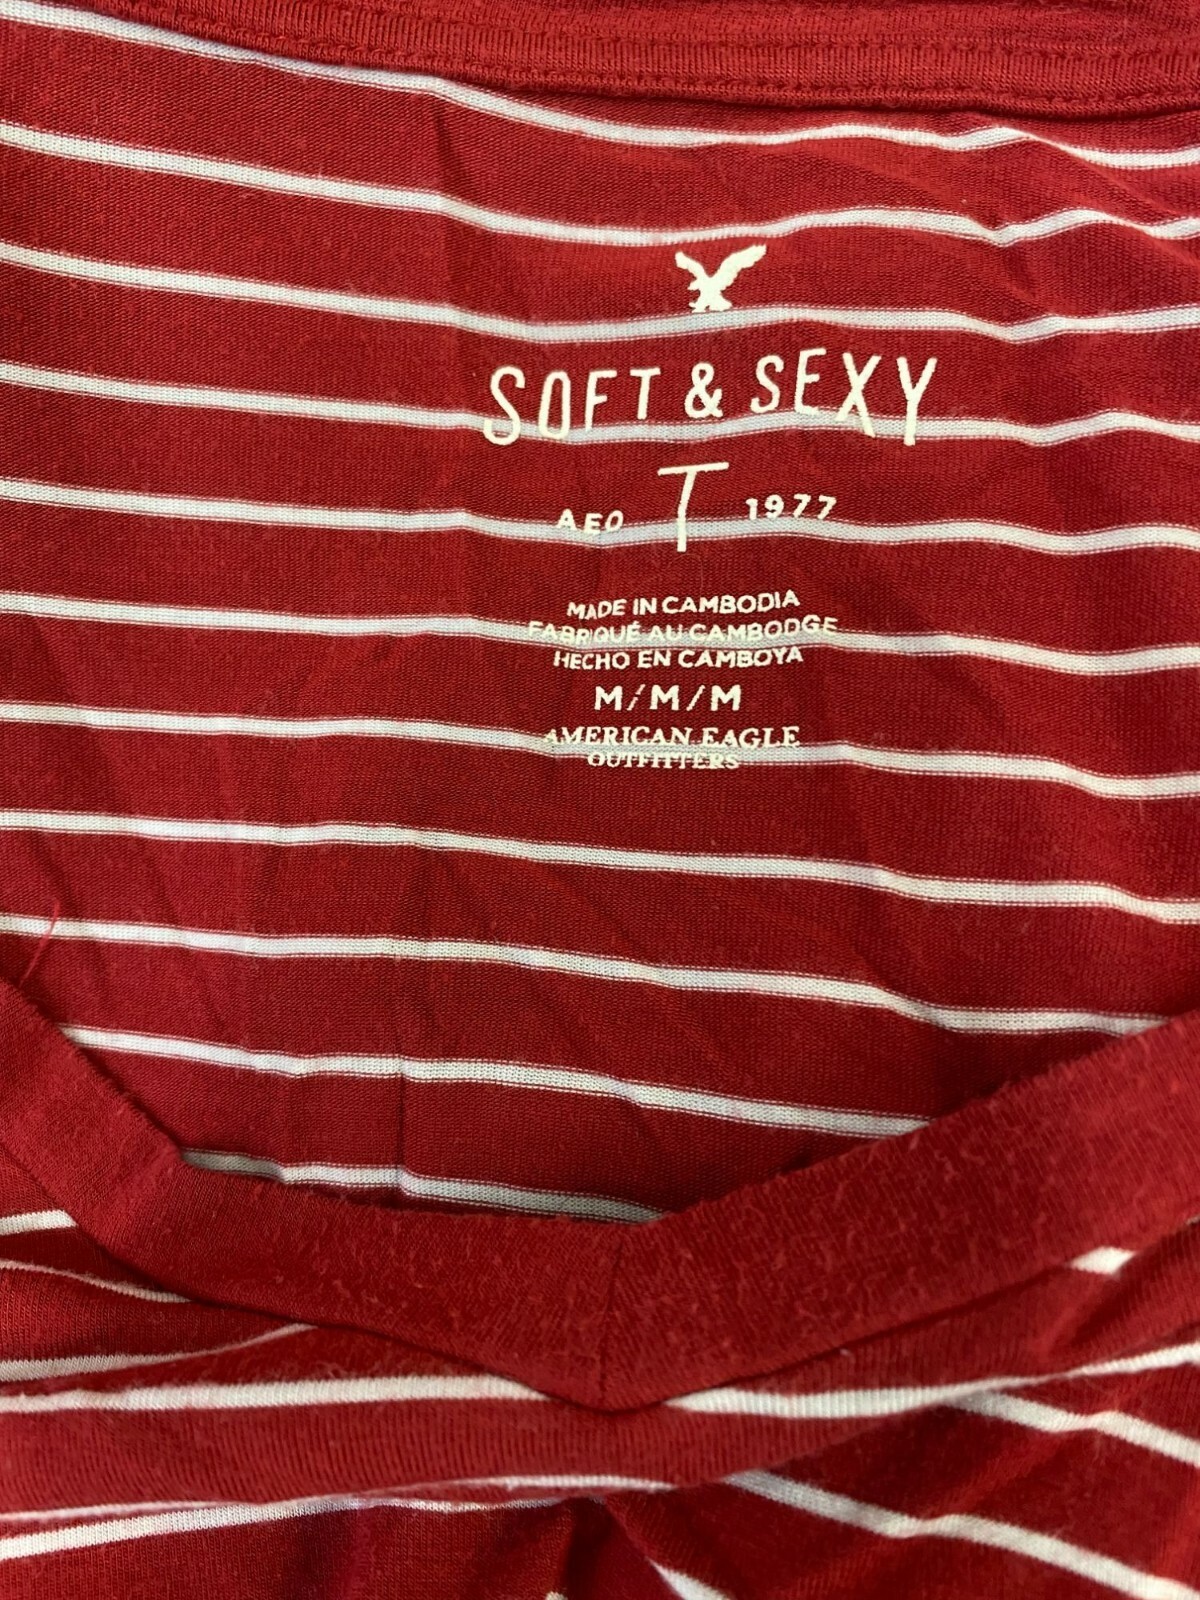 SOFT & SEXY
AEO T 1977
MADE IN CAMBODIA
FABRIQUÉ AU CAMBODGE
HECHO EN CAMBOYA
M/M/M
AMERICAN EAGLE
OUTFITTERS